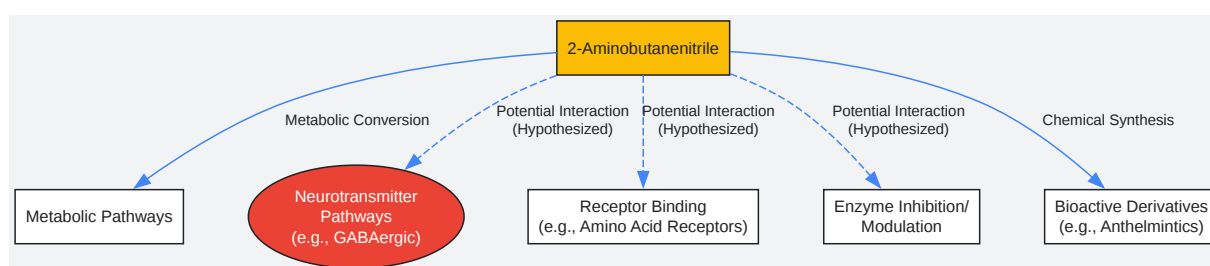 2-Aminobutanenitrile
Metabolic Conversion
Potential Interaction
(Hypothesized)
Potential Interaction
(Hypothesized)
Potential Interaction
(Hypothesized)
Chemical Synthesis
Metabolic Pathways
Neurotransmitter
Pathways
(e.g., GABAergic)
Receptor Binding
(e.g., Amino Acid Receptors)
Enzyme Inhibition/
Modulation
Bioactive Derivatives
(e.g., Anthelmintics)